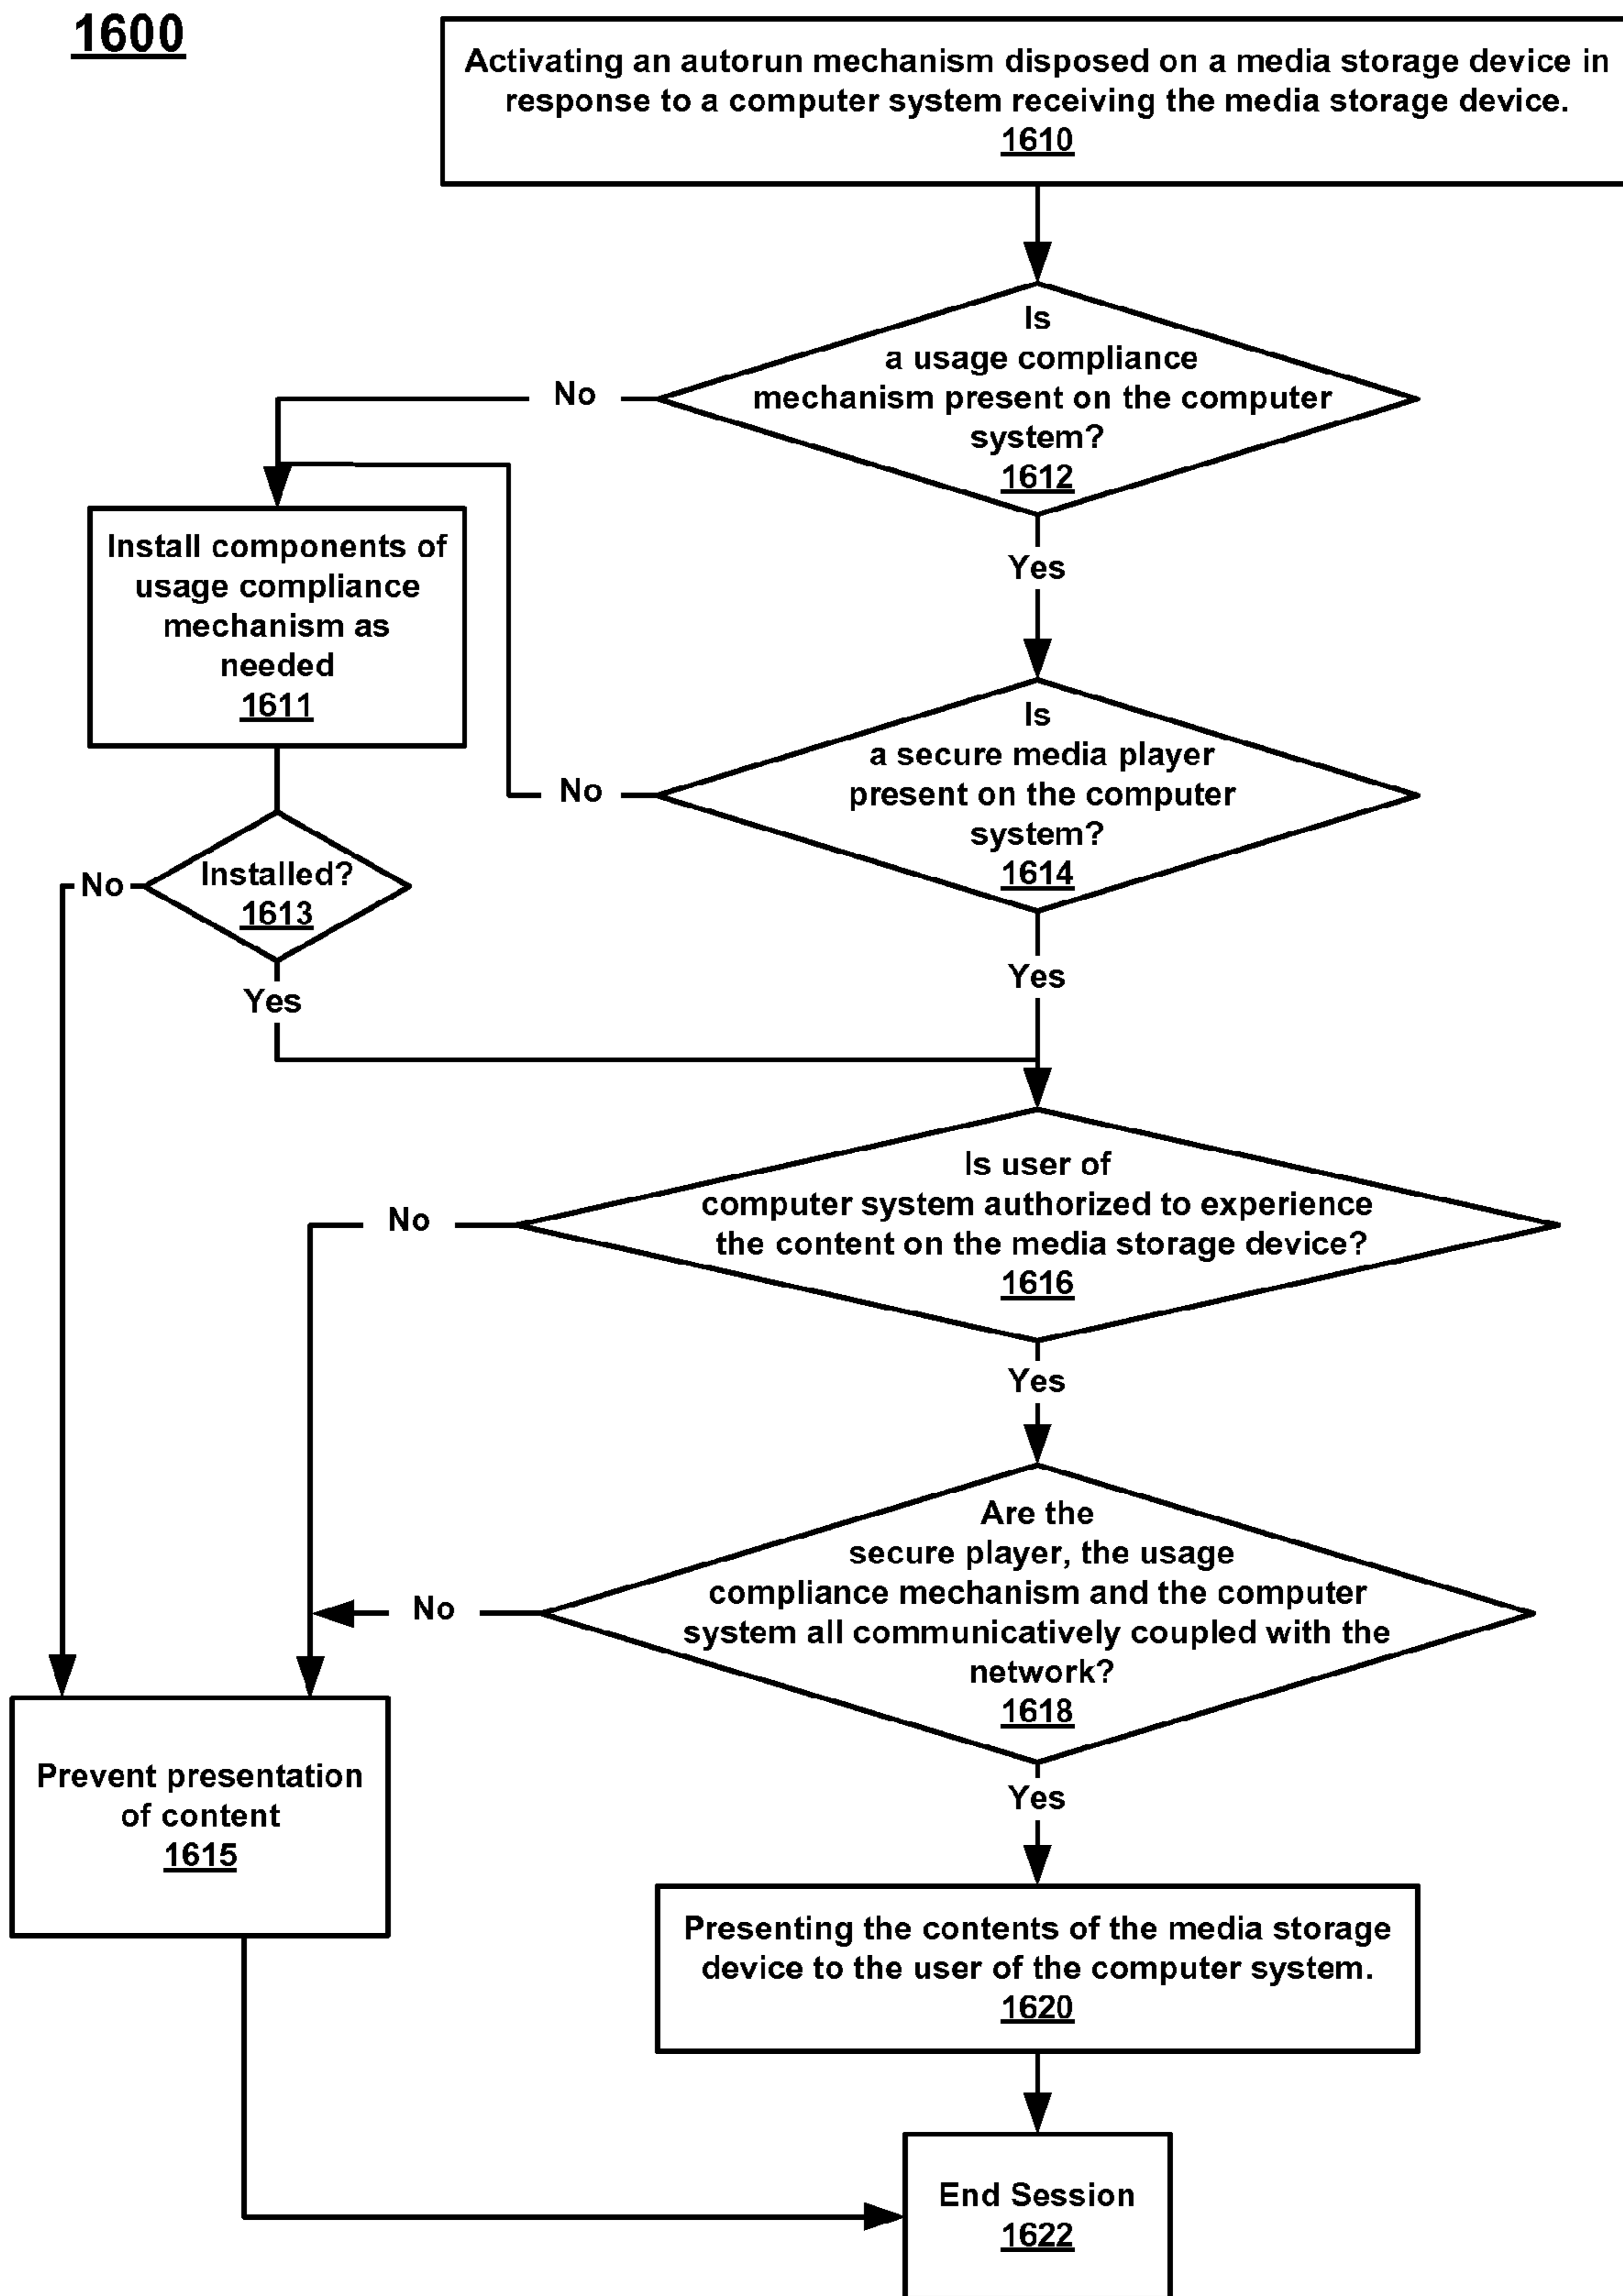 1600
Activating an autorun mechanism disposed on a media storage device in
response to a computer system receiving the media storage device.
1610
Is
a usage compliance
mechanism present on the computer
system?
1612
No
Yes
Install components of
usage compliance
mechanism as
needed
1611
Is
a secure media player
present on the computer
system?
1614
No
Yes
Installed?
1613
No
Yes
Is user of
computer system authorized to experience
the content on the media storage device?
1616
No
Yes
Are the
secure player, the usage
compliance mechanism and the computer
system all communicatively coupled with the
network?
1618
No
Yes
Prevent presentation
of content
1615
Presenting the contents of the media storage
device to the user of the computer system.
1620
End Session
1622